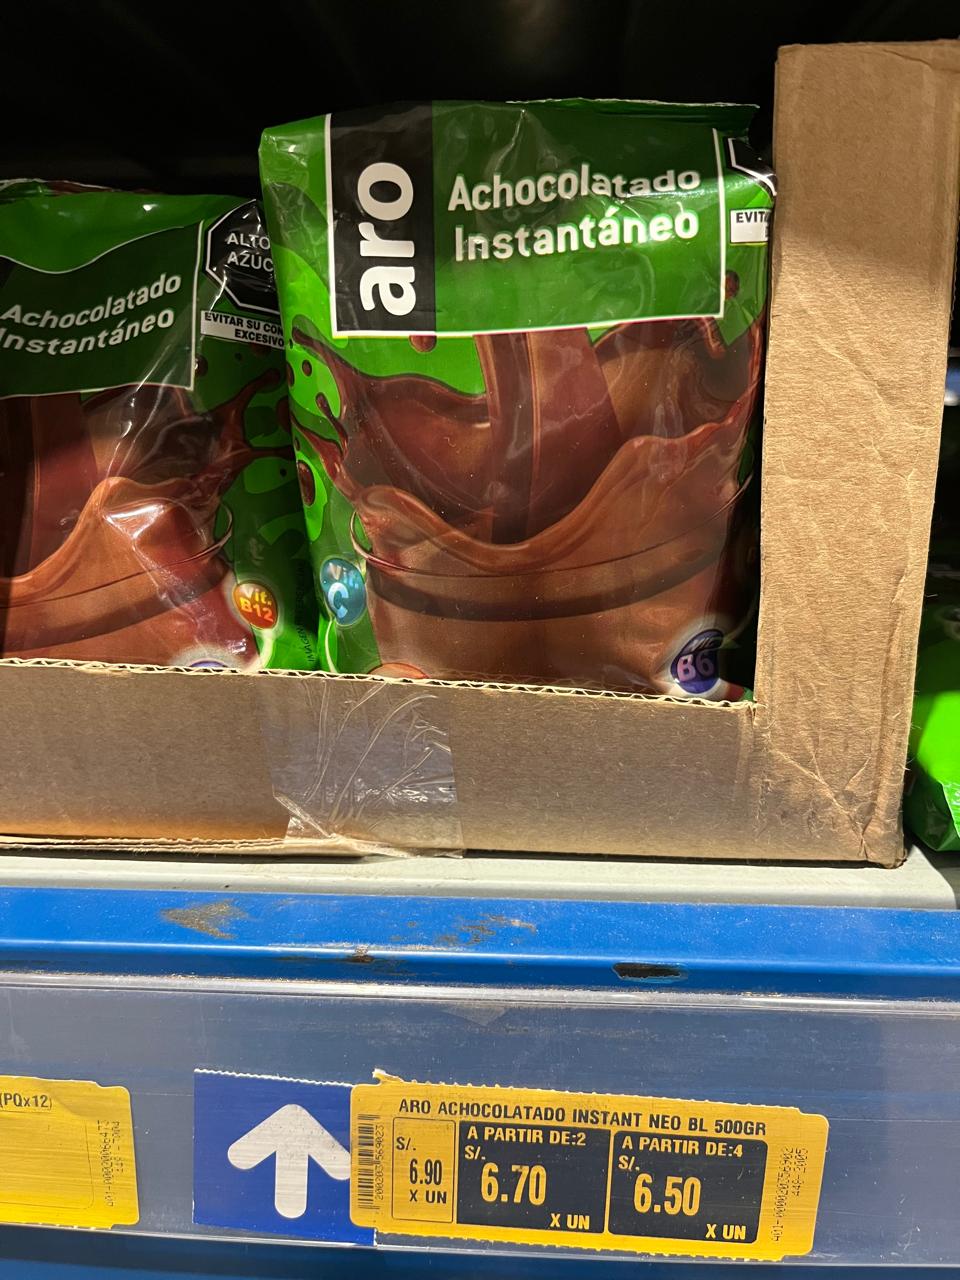 aro
Achocolatado
Instantáneo
EVITA
Vit.
C
B6
Achocolatado
Instantáneo
ALTO
AZÚC
EVITAR SU CON
EXCESIVO
Vit.
B12
(PQx12)
ARO ACHOCOLATADO INSTANT NEO BL 500GR
S/.
6.90
X UN
A PARTIR DE:2
S/.
6.70
X UN
A PARTIR DE:4
S/.
6.50
X UN